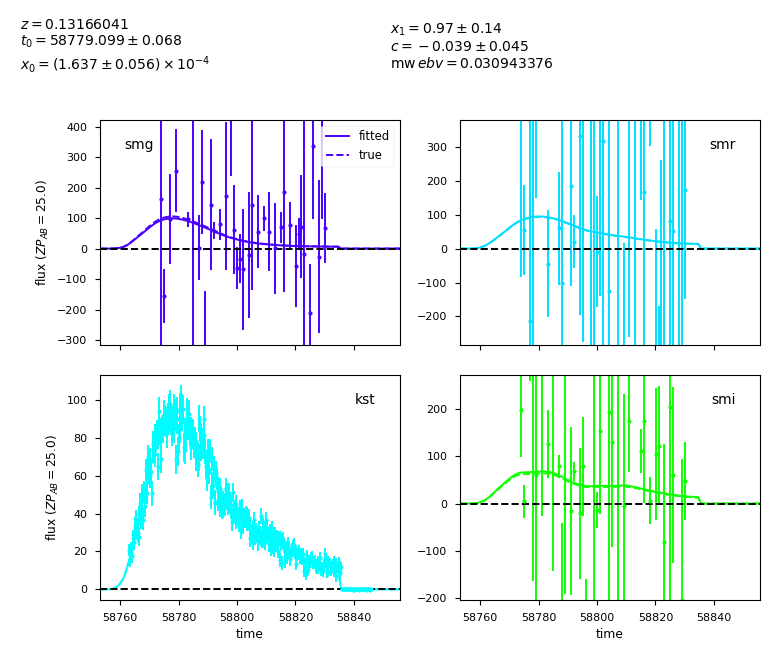 z = 0.13166041
t₀ = 58779.099 ± 0.068
x₀ = (1.637 ± 0.056) × 10⁻⁴
x₁ = 0.97 ± 0.14
c = −0.039 ± 0.045
mw ebv = 0.030943376
flux (ZP_AB = 25.0)
400
300
200
100
0
−100
−200
−300
smg
fitted
true
300
200
100
0
−100
−200
smr
flux (ZP_AB = 25.0)
100
80
60
40
20
0
kst
58760 58780 58800 58820 58840
time
200
100
0
−100
−200
smi
58760 58780 58800 58820 58840
time